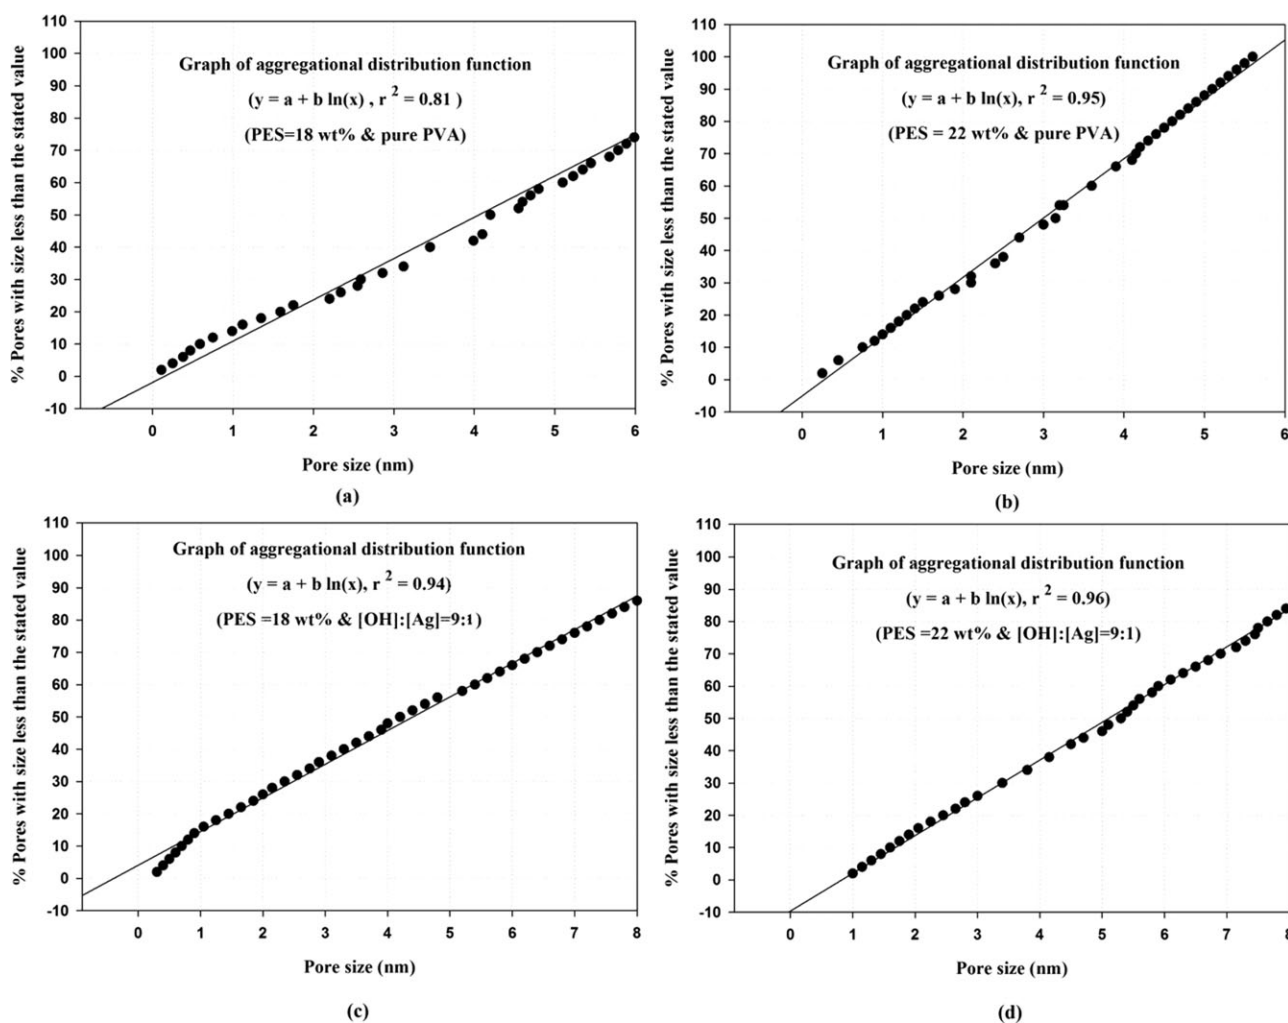 110
100
90
80
70
60
50
40
30
20
10
0
-10
% Pores with size less than the stated value
Graph of aggregational distribution function
(y = a + b ln(x) , r 2 = 0.81 )
(PES=18 wt% & pure PVA)
0 1 2 3 4 5 6
Pore size (nm)
(a)
110
100
90
80
70
60
50
40
30
20
10
0
-10
% Pores with size less than the stated value
Graph of aggregational distribution function
(y = a + b ln(x), r 2 = 0.95)
(PES = 22 wt% & pure PVA)
0 1 2 3 4 5 6
Pore size (nm)
(b)
110
100
90
80
70
60
50
40
30
20
10
0
-10
% Pores with size less than the stated value
Graph of aggregational distribution function
(y = a + b ln(x), r 2 = 0.94)
(PES =18 wt% & [OH]:[Ag]=9:1)
0 1 2 3 4 5 6 7 8
Pore size (nm)
(c)
110
100
90
80
70
60
50
40
30
20
10
0
-10
% Pores with size less than the stated value
Graph of aggregational distribution function
(y = a + b ln(x), r 2 = 0.96)
(PES =22 wt% & [OH]:[Ag]=9:1)
0 1 2 3 4 5 6 7 8
Pore size (nm)
(d)